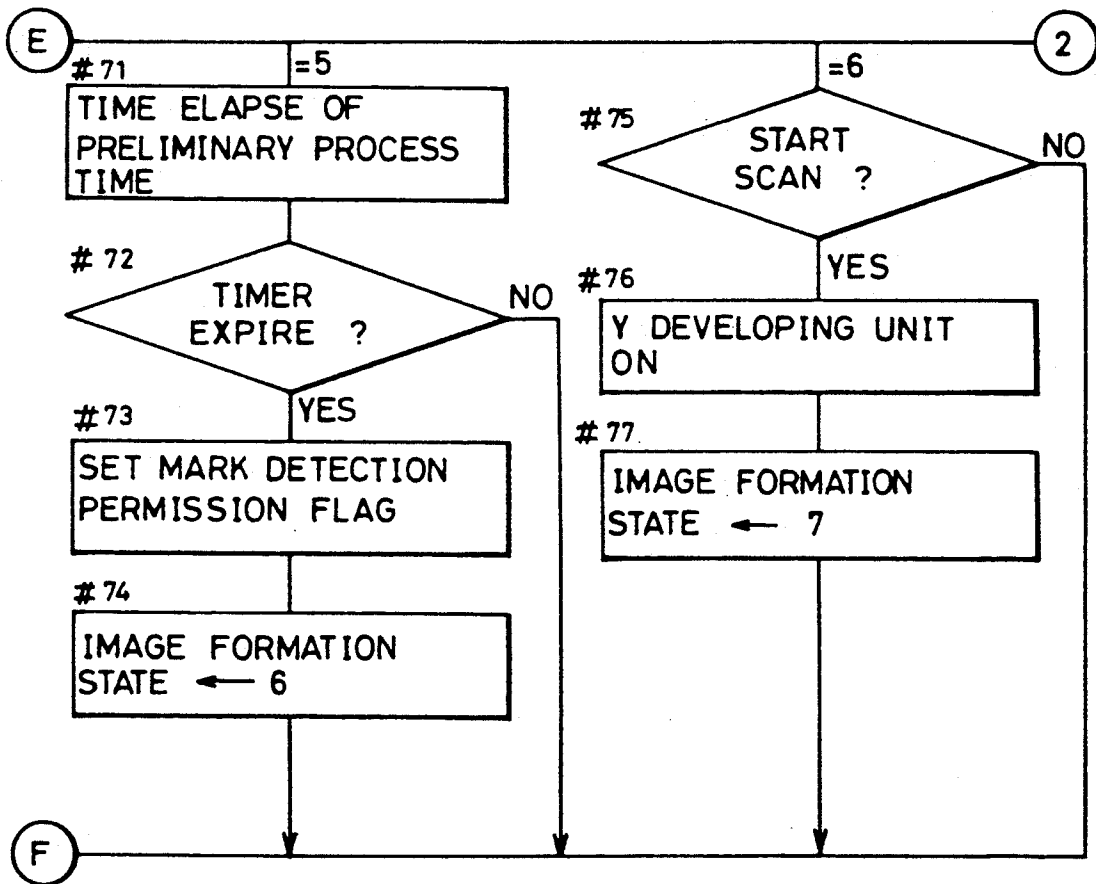 E
2
=5
#71
TIME ELAPSE OF
PRELIMINARY PROCESS
TIME
#72
TIMER
EXPIRE ?
NO
YES
#73
SET MARK DETECTION
PERMISSION FLAG
#74
IMAGE FORMATION
STATE ← 6
=6
#75
START
SCAN ?
NO
YES
#76
Y DEVELOPING UNIT
ON
#77
IMAGE FORMATION
STATE ← 7
F